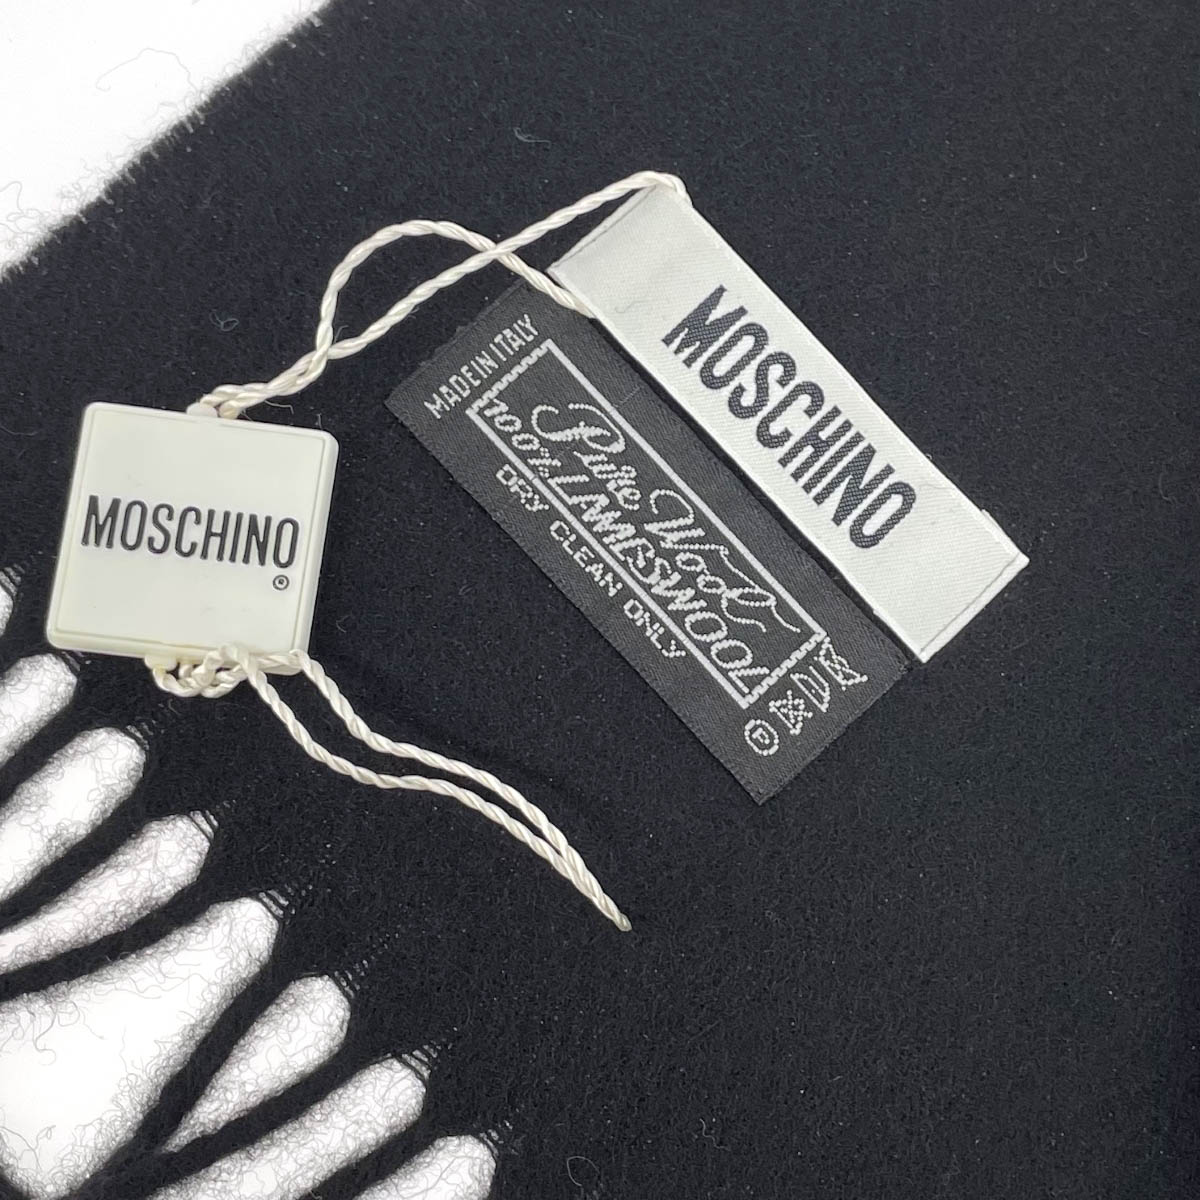 MOSCHINO
MADE IN ITALY
Pure Wool
100% LAMBSWOOL
DRY CLEAN ONLY
P
MOSCHINO
®